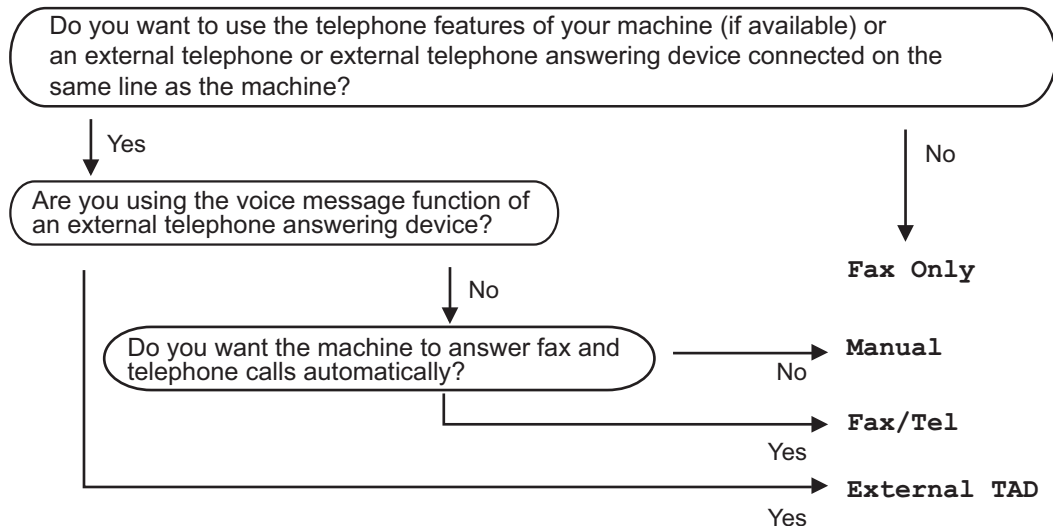 Do you want to use the telephone features of your machine (if available) or
an external telephone or external telephone answering device connected on the
same line as the machine?
Yes
No
Are you using the voice message function of
an external telephone answering device?
Fax Only
No
Do you want the machine to answer fax and
telephone calls automatically?
Manual
No
Fax/Tel
Yes
External TAD
Yes